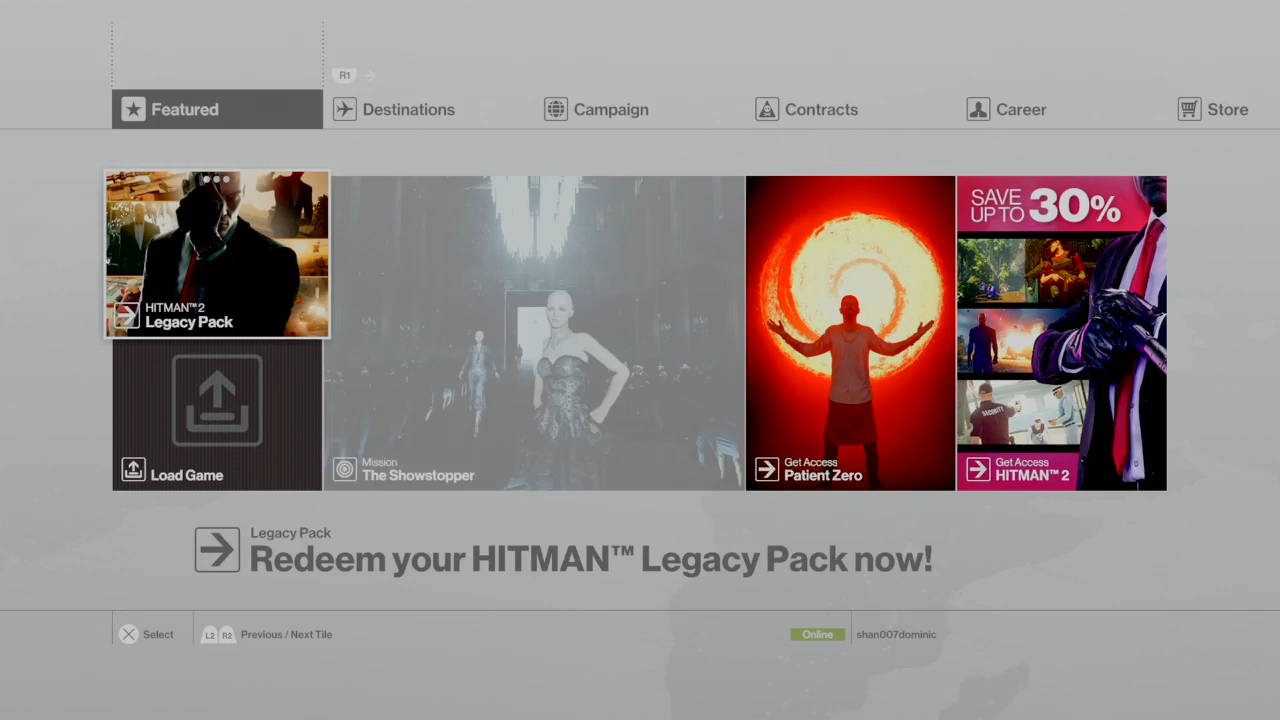 R1
Featured
Destinations
Campaign
Contracts
Career
Store
HITMAN™ 2
Legacy Pack
Load Game
Mission
The Showstopper
Get Access
Patient Zero
SAVE
UP TO 30%
SECURITY
Get Access
HITMAN™ 2
Legacy Pack
Redeem your HITMAN™ Legacy Pack now!
Select
L2 R2 Previous / Next Tile
Online
shan007dominic